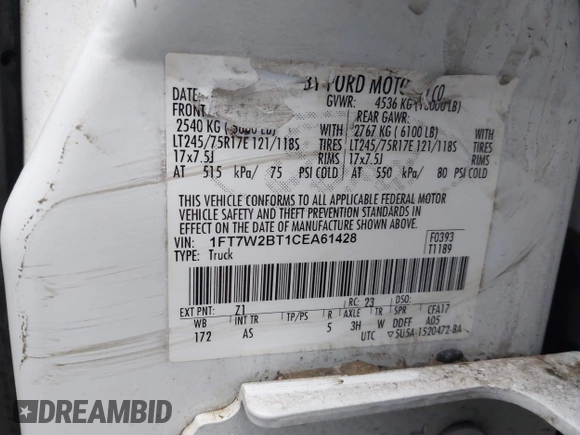 BY FORD MOTOR CO.
DATE: GVWR: 4536 KG
FRONT REAR GAWR:
2540 KG WITH 2767 KG ( 6100 LB) WITH
LT245/75R17E 121/118S TIRES LT245/75R17E 121/118S TIRES
17x7.5J RIMS 17x7.5J RIMS
AT 515 kPa/ 75 PSI COLD AT 550 kPa/ 80 PSI COLD
THIS VEHICLE CONFORMS TO ALL APPLICABLE FEDERAL MOTOR
VEHICLE SAFETY AND THEFT PREVENTION STANDARDS IN
EFFECT ON THE DATE OF MANUFACTURE SHOWN ABOVE.
VIN: 1FT7W2BT1CEA61428 F0393
TYPE: Truck T1189
EXT PNT: Z1 RC: 23 DSO:
WB INT TR TP/PS R AXLE TR SPR CFA17
172 AS 5 3H W DDFF A05
UTC ▽5U5A-1520472-BA
DREAMBID